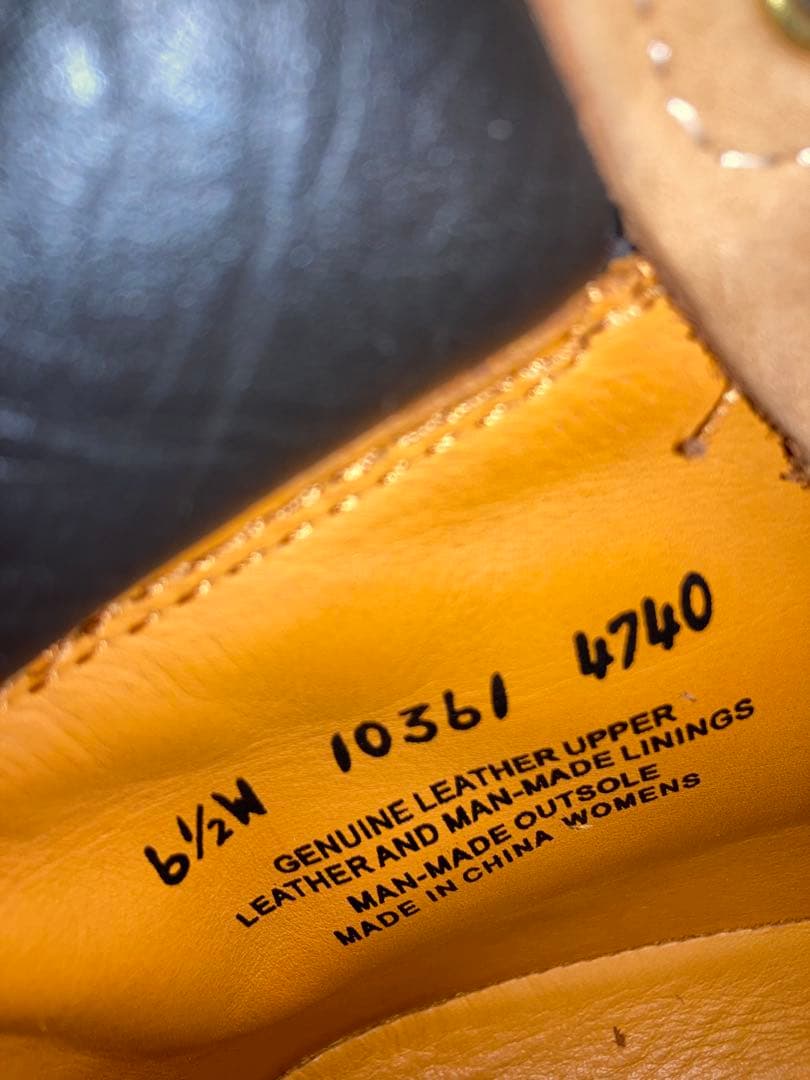 6½W 10361 4740
GENUINE LEATHER UPPER
LEATHER AND MAN-MADE LININGS
MAN-MADE OUTSOLE
MADE IN CHINA WOMENS